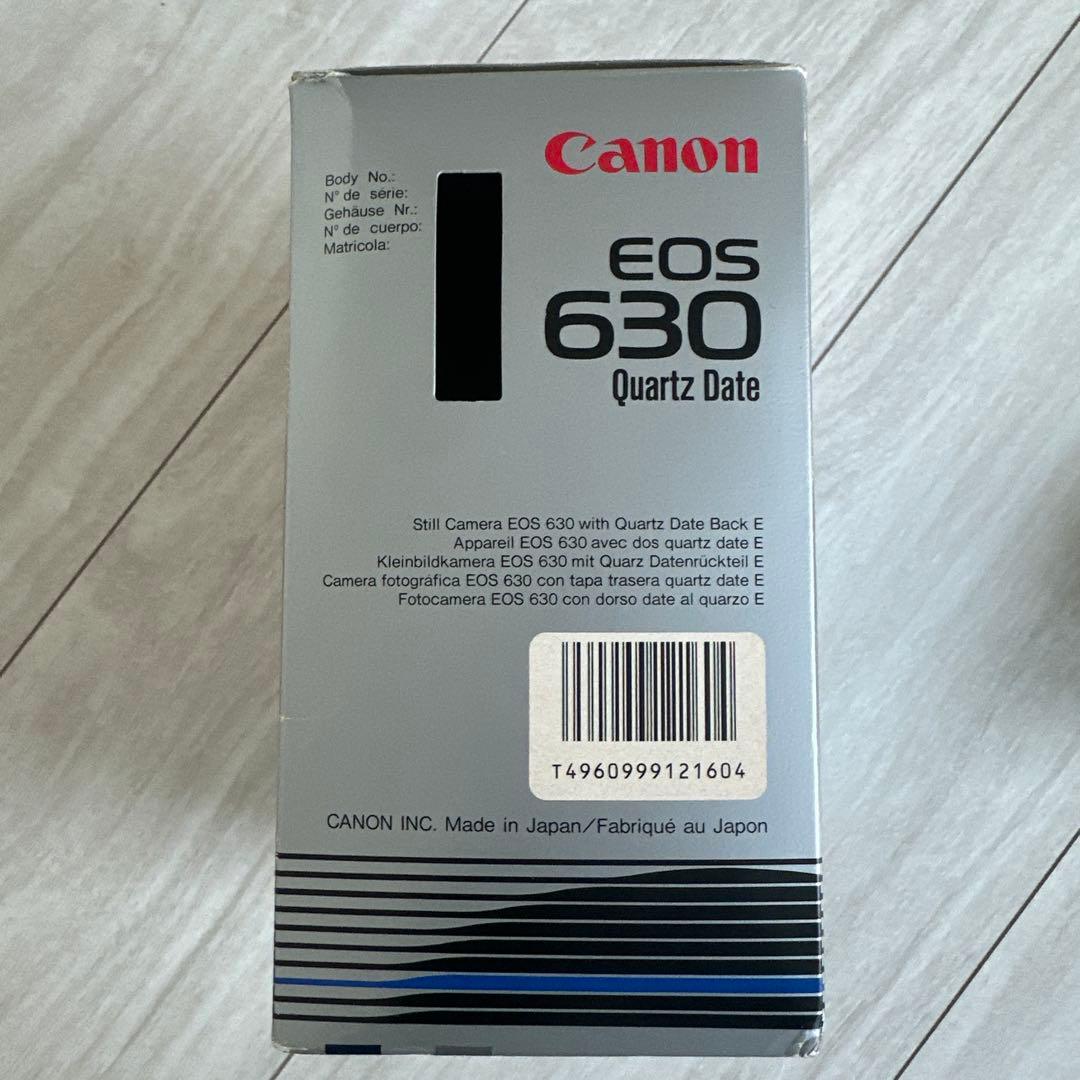 Canon
Body No.:
N° de série:
Gehäuse Nr.:
N° de cuerpo:
Matricola:
EOS
630
Quartz Date
Still Camera EOS 630 with Quartz Date Back E
Appareil EOS 630 avec dos quartz date E
Kleinbildkamera EOS 630 mit Quarz Datenrückteil E
Camera fotográfica EOS 630 con tapa trasera quartz date E
Fotocamera EOS 630 con dorso date al quarzo E
T4960999121604
CANON INC. Made in Japan/Fabriqué au Japon